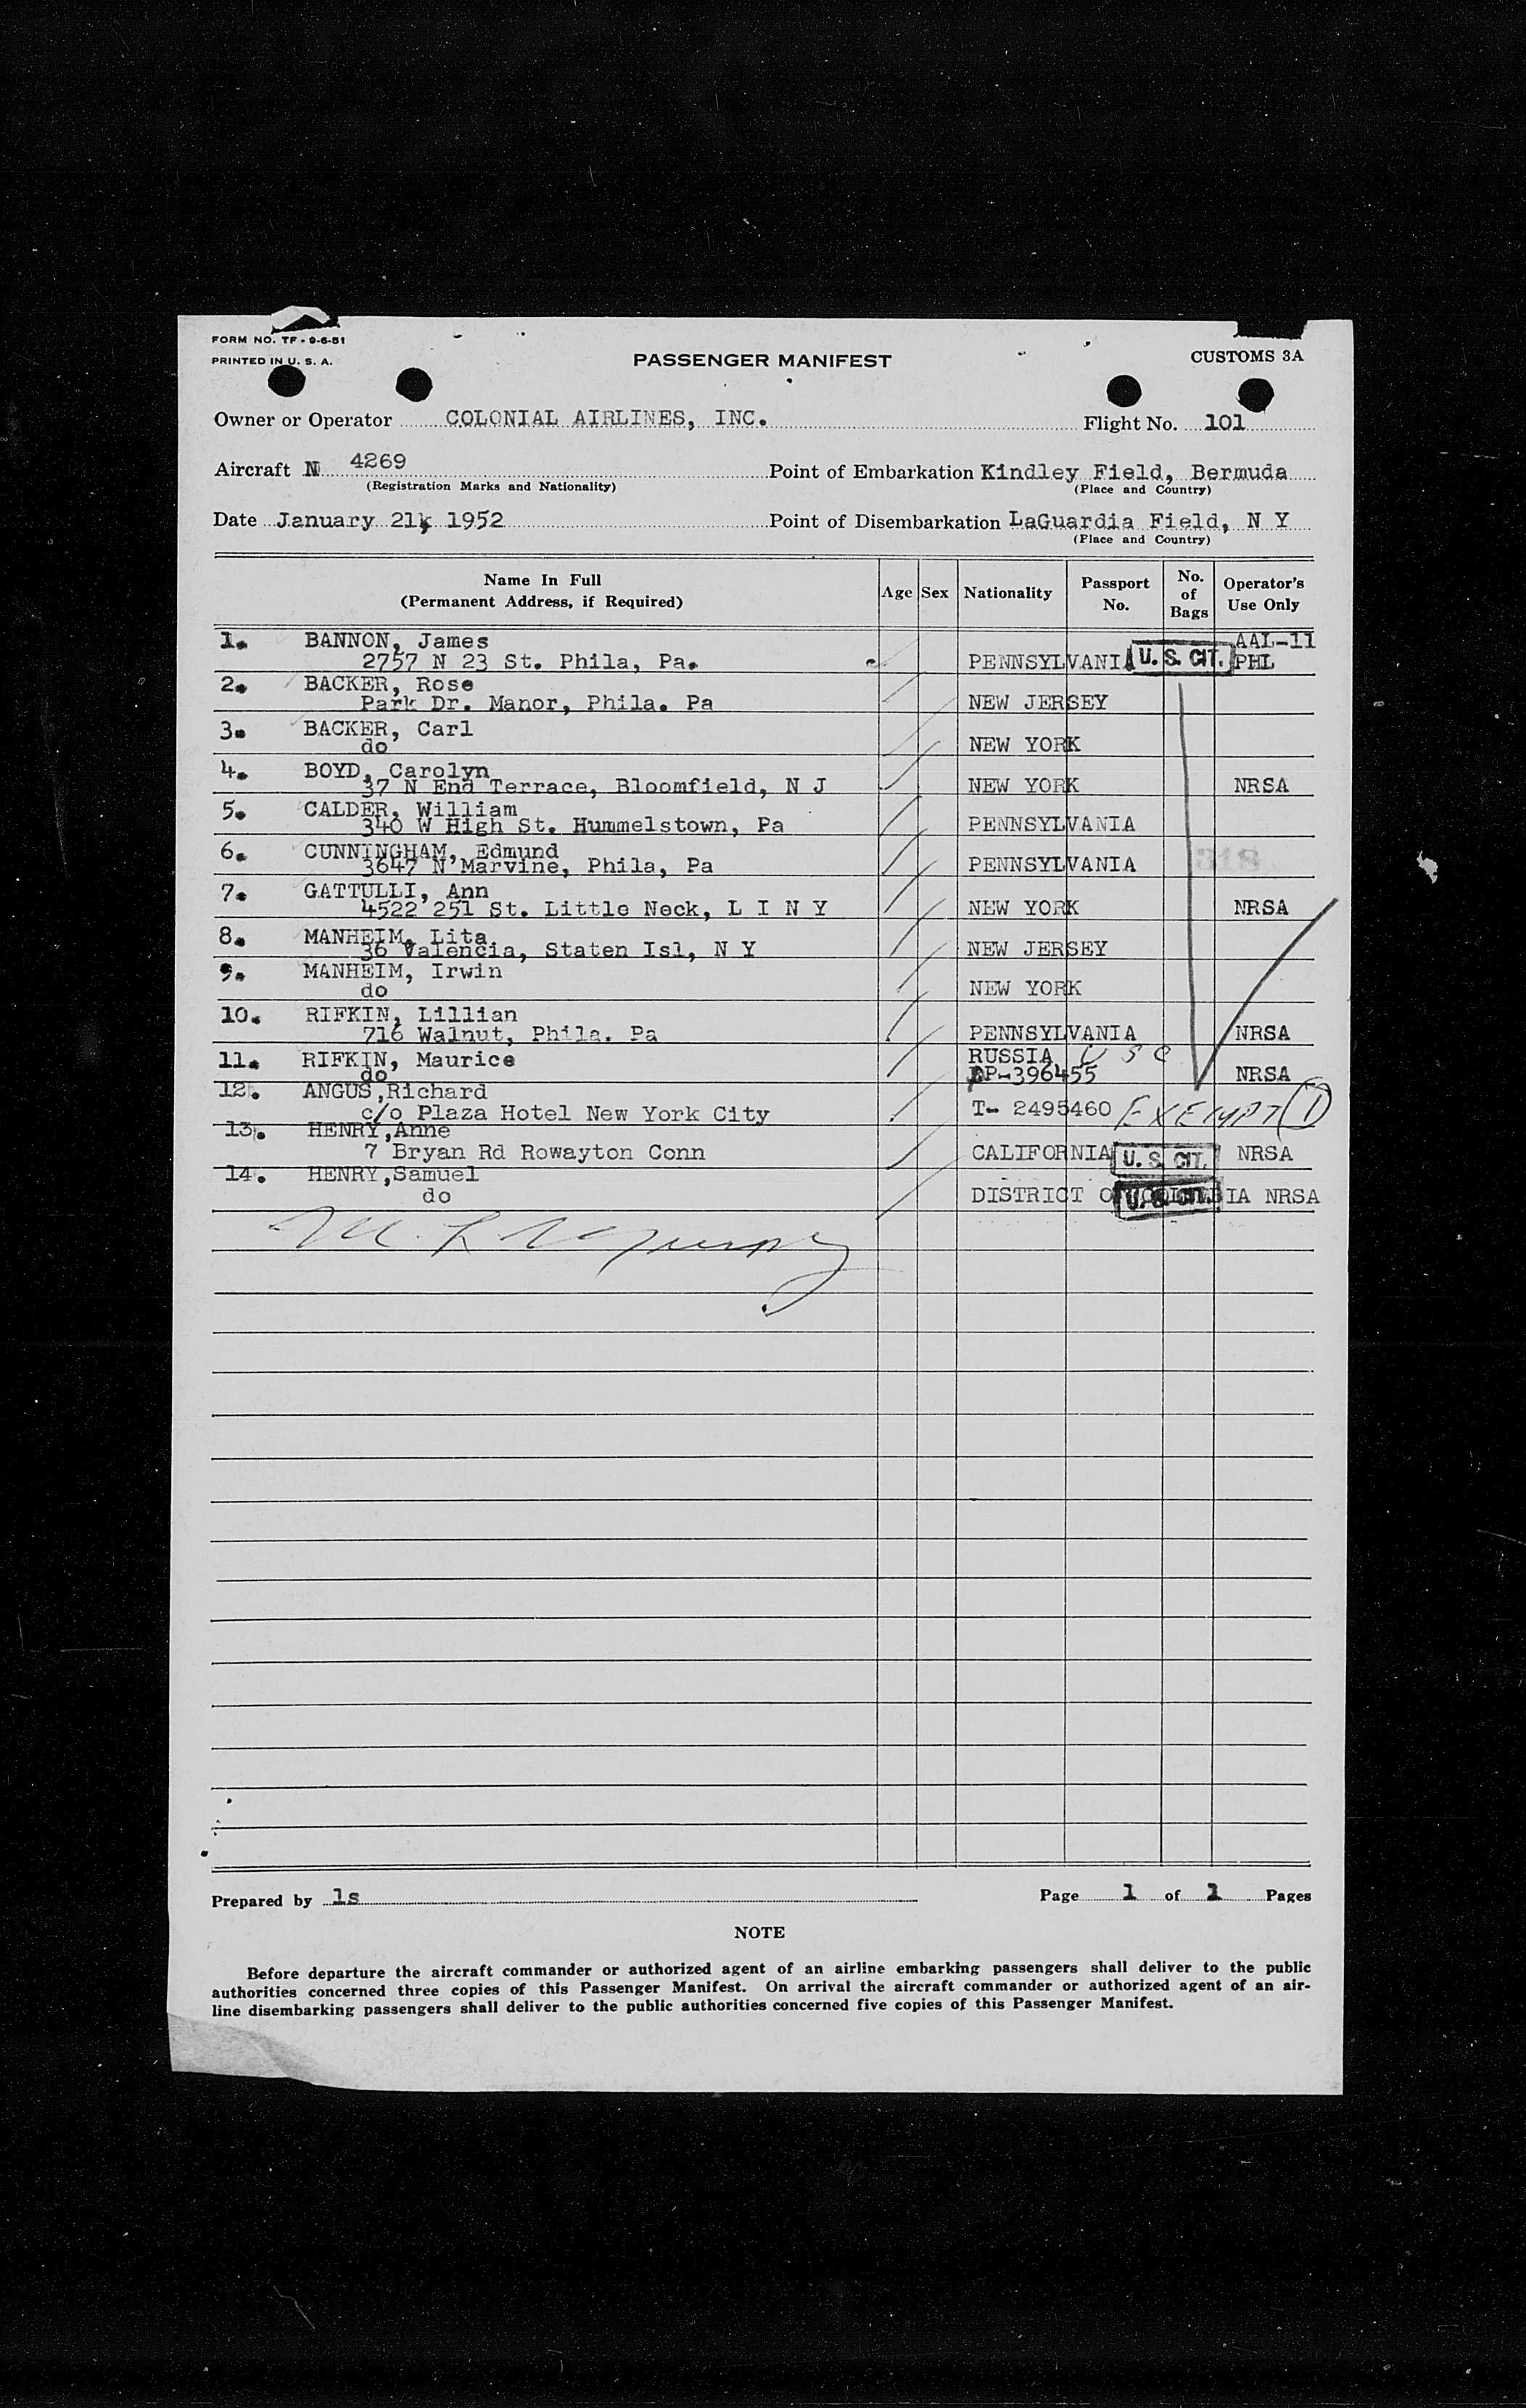 FORM NO. TF - 9-6-51
PRINTED IN U. S. A.
PASSENGER MANIFEST
CUSTOMS 3A
Owner or Operator COLONIAL AIRLINES, INC. Flight No. 101
Aircraft N 4269 Point of Embarkation Kindley Field, Bermuda
(Registration Marks and Nationality) (Place and Country)
Date January 21, 1952 Point of Disembarkation LaGuardia Field, N Y
(Place and Country)
Name In Full (Permanent Address, if Required) Age Sex Nationality Passport No. No. of Bags Operator's Use Only
1. BANNON, James AAL-11
2757 N 23 St. Phila, Pa. PENNSYLVANIA U. S. CIT. PHL
2. BACKER, Rose
Park Dr. Manor, Phila. Pa NEW JERSEY
3. BACKER, Carl
do NEW YORK
4. BOYD, Carolyn
37 N End Terrace, Bloomfield, N J NEW YORK NRSA
5. CALDER, William
340 W High St. Hummelstown, Pa PENNSYLVANIA
6. CUNNINGHAM, Edmund
3647 N Marvine, Phila, Pa PENNSYLVANIA
7. GATTULLI, Ann
4522 251 St. Little Neck, L I N Y NEW YORK NRSA
8. MANHEIM, Lita
36 Valencia, Staten Isl, N Y NEW JERSEY
9. MANHEIM, Irwin
do NEW YORK
10. RIFKIN, Lillian
716 Walnut, Phila. Pa PENNSYLVANIA NRSA
11. RIFKIN, Maurice RUSSIA U S C
do P-396455 NRSA
12. ANGUS,Richard
c/o Plaza Hotel New York City T- 2495460 EXEMPT 1
13. HENRY,Anne
7 Bryan Rd Rowayton Conn CALIFORNIA U. S. CIT. NRSA
14. HENRY,Samuel
do DISTRICT OF COLUMBIA U. S. CIT. NRSA
Prepared by ls Page 1 of 1 Pages
NOTE
Before departure the aircraft commander or authorized agent of an airline embarking passengers shall deliver to the public
authorities concerned three copies of this Passenger Manifest. On arrival the aircraft commander or authorized agent of an air-
line disembarking passengers shall deliver to the public authorities concerned five copies of this Passenger Manifest.